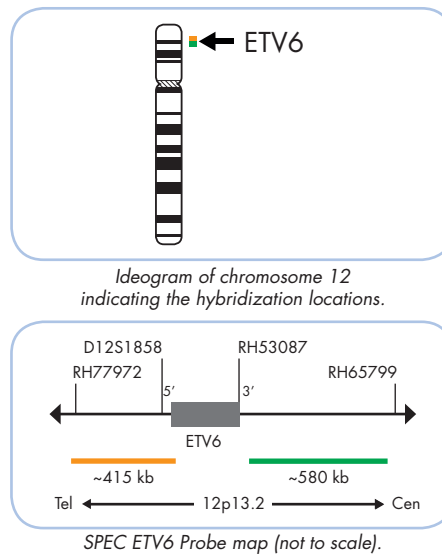 ETV6
Ideogram of chromosome 12
indicating the hybridization locations.
D12S1858 RH53087
RH77972 RH65799
5’ 3’
ETV6
~415 kb ~580 kb
Tel 12p13.2 Cen
SPEC ETV6 Probe map (not to scale).